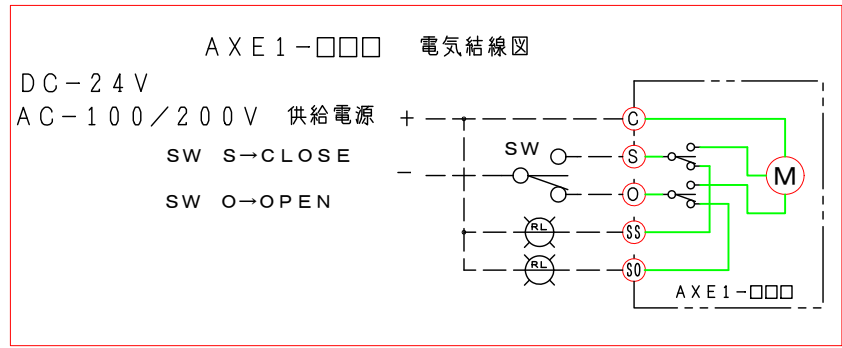 AXE1-□□□ 電気結線図
DC-24V
AC-100/200V 供給電源 +
-
SW S→CLOSE
SW O→OPEN
SW
C
S
O
M
RL
SS
RL
SO
AXE1-□□□